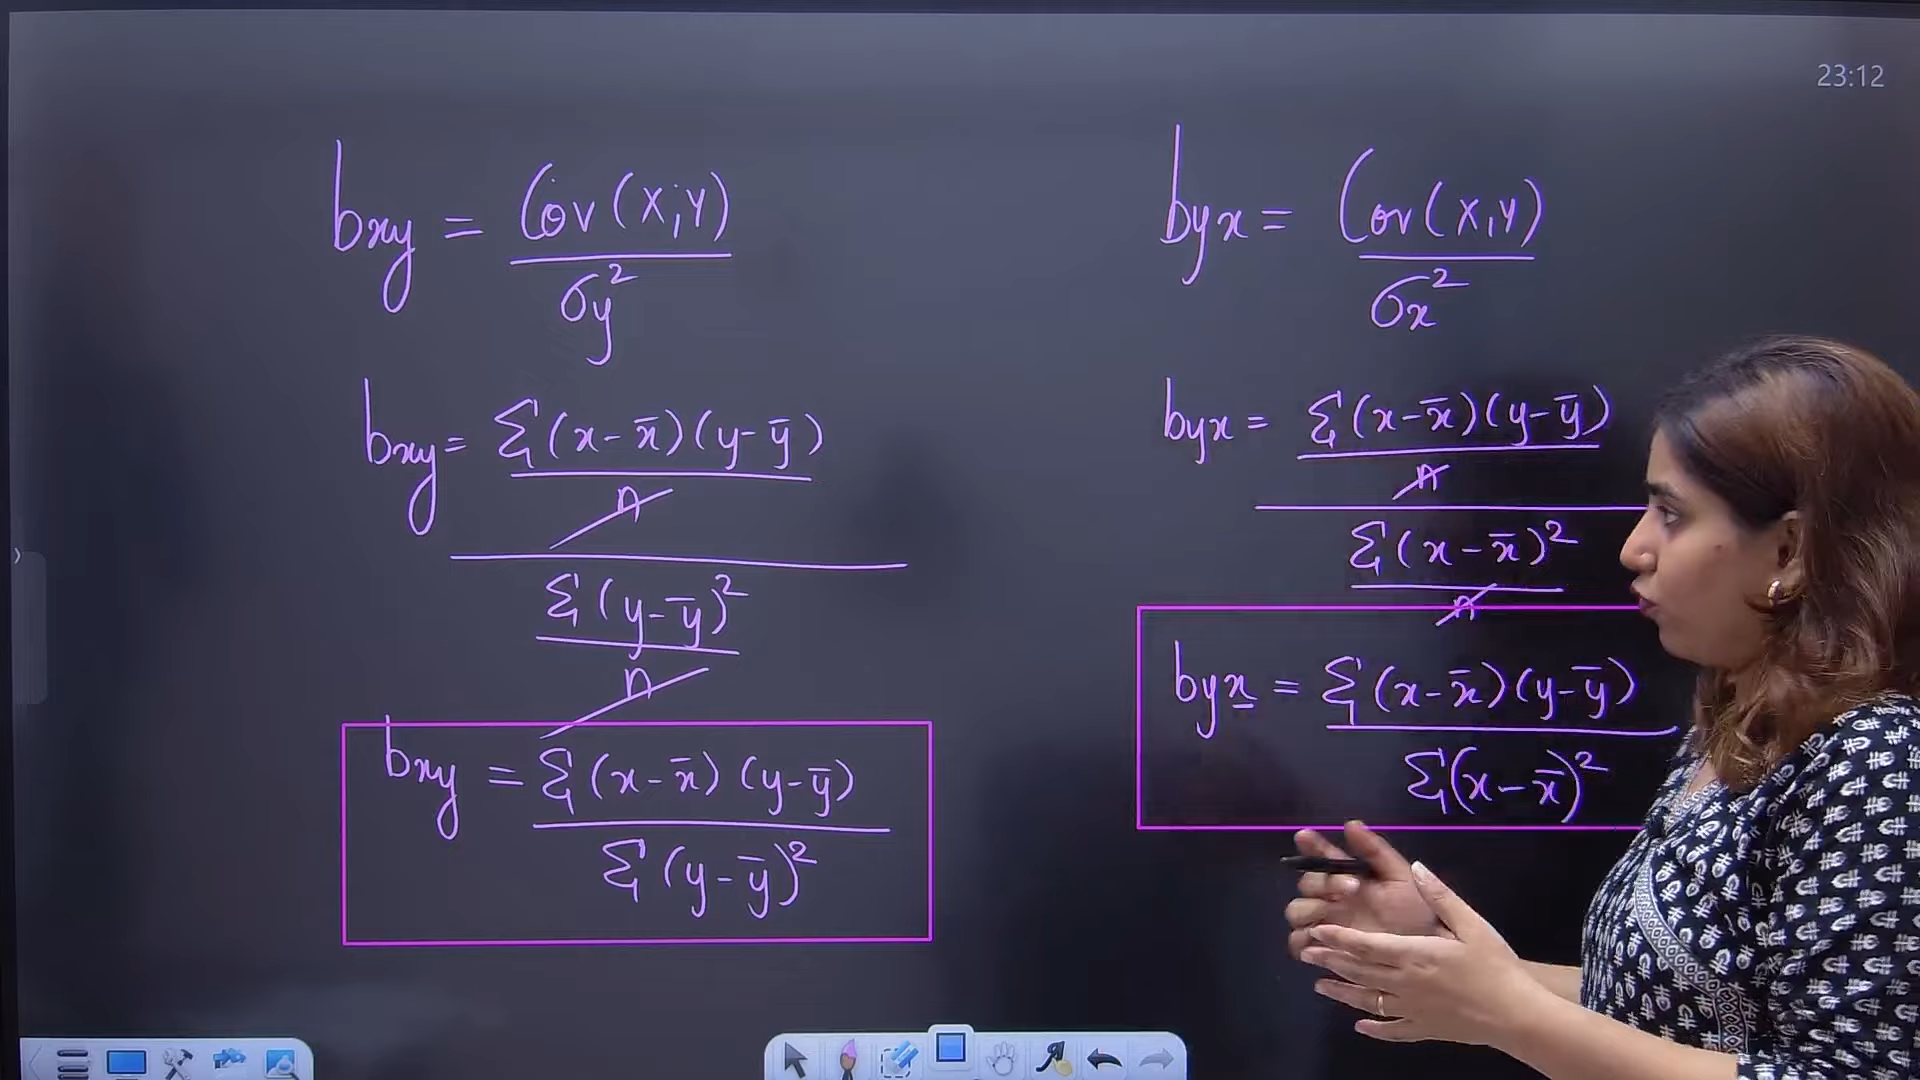 23:12
bxy = Cov(X,Y)
σy²
bxy = Σ(x-x̄)(y-ȳ)
n
Σ(y-ȳ)²
n
bxy = Σ(x-x̄)(y-ȳ)
Σ(y-ȳ)²
byx = Cov(X,Y)
σx²
byx = Σ(x-x̄)(y-ȳ)
n
Σ(x-x̄)²
n
byx = Σ(x-x̄)(y-ȳ)
Σ(x-x̄)²